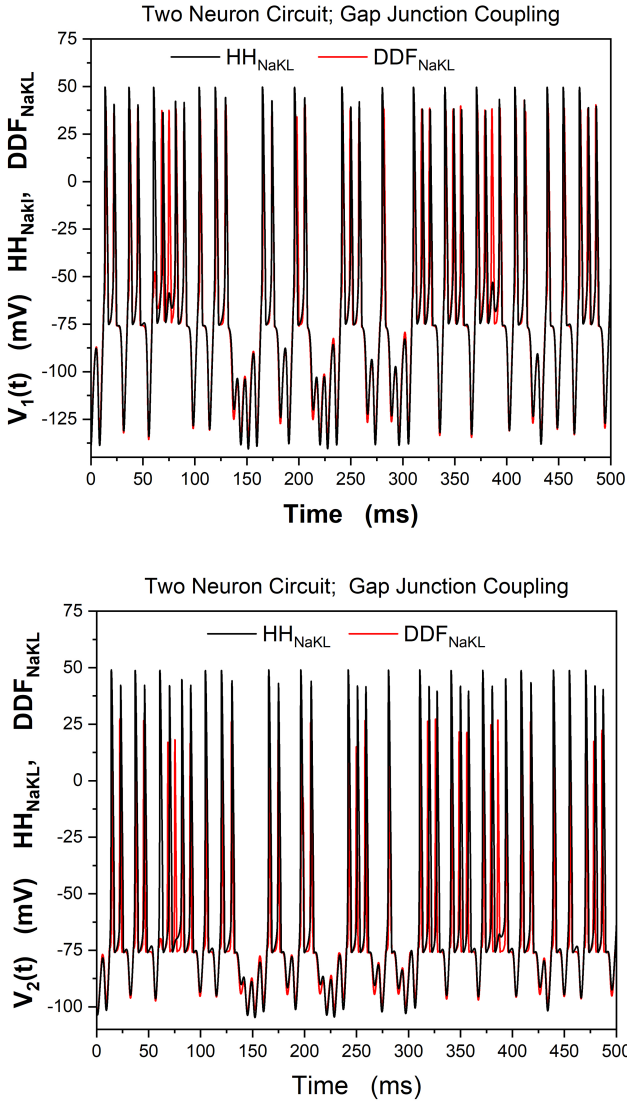 Two Neuron Circuit; Gap Junction Coupling
HH_NaKL DDF_NaKL
75
50
25
0
-25
-50
-75
-100
-125
V_1(t) (mV) HH_NakI, DDF_NaKL
0 50 100 150 200 250 300 350 400 450 500
Time (ms)
Two Neuron Circuit; Gap Junction Coupling
HH_NaKL DDF_NaKL
75
50
25
0
-25
-50
-75
-100
V_2(t) (mV) HH_NaKL, DDF_NaKL
0 50 100 150 200 250 300 350 400 450 500
Time (ms)